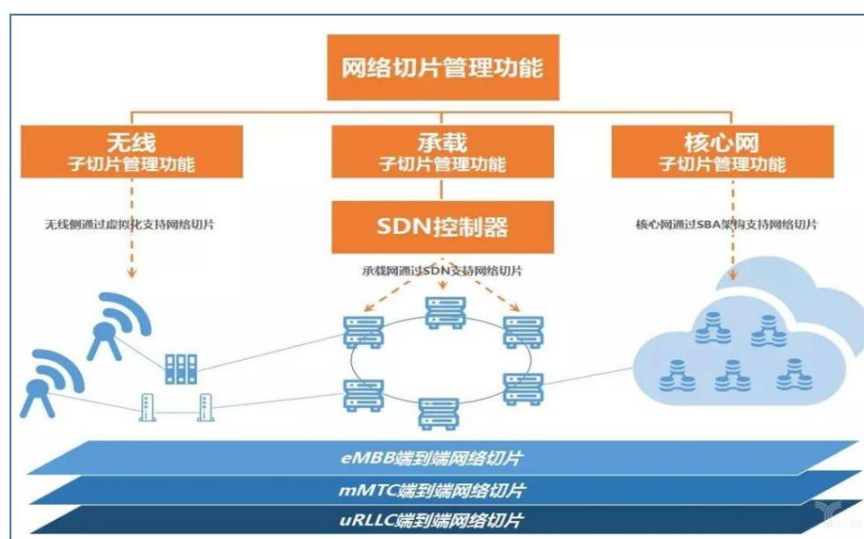 网络切片管理功能
无线
子切片管理功能
承载
子切片管理功能
核心网
子切片管理功能
无线侧通过虚拟化支持网络切片
SDN控制器
核心网通过SBA架构支持网络切片
承载网通过SDN支持网络切片
eMBB端到端网络切片
mMTC端到端网络切片
uRLLC端到端网络切片